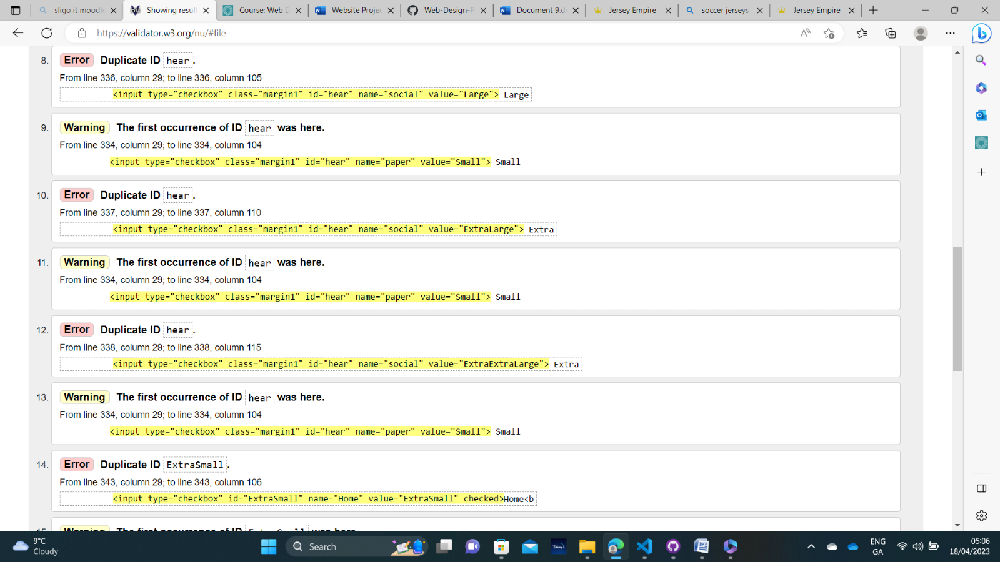 sligo it moodle
Showing result
Course: Web D
Website Projec
Web-Design-P
Document 9.d
Jersey Empire
soccer jerseys
Jersey Empire
https://validator.w3.org/nu/#file
8. Error Duplicate ID hear.
From line 336, column 29; to line 336, column 105
<input type="checkbox" class="margin1" id="hear" name="social" value="Large"> Large
9. Warning The first occurrence of ID hear was here.
From line 334, column 29; to line 334, column 104
<input type="checkbox" class="margin1" id="hear" name="paper" value="Small"> Small
10. Error Duplicate ID hear.
From line 337, column 29; to line 337, column 110
<input type="checkbox" class="margin1" id="hear" name="social" value="ExtraLarge"> Extra
11. Warning The first occurrence of ID hear was here.
From line 334, column 29; to line 334, column 104
<input type="checkbox" class="margin1" id="hear" name="paper" value="Small"> Small
12. Error Duplicate ID hear.
From line 338, column 29; to line 338, column 115
<input type="checkbox" class="margin1" id="hear" name="social" value="ExtraExtraLarge"> Extra
13. Warning The first occurrence of ID hear was here.
From line 334, column 29; to line 334, column 104
<input type="checkbox" class="margin1" id="hear" name="paper" value="Small"> Small
14. Error Duplicate ID ExtraSmall.
From line 343, column 29; to line 343, column 106
<input type="checkbox" id="ExtraSmall" name="Home" value="ExtraSmall" checked>Home<b
15. Warning The first occurrence of ID ExtraSmall was here.
9°C
Cloudy
Search
ENG
GA
05:06
18/04/2023